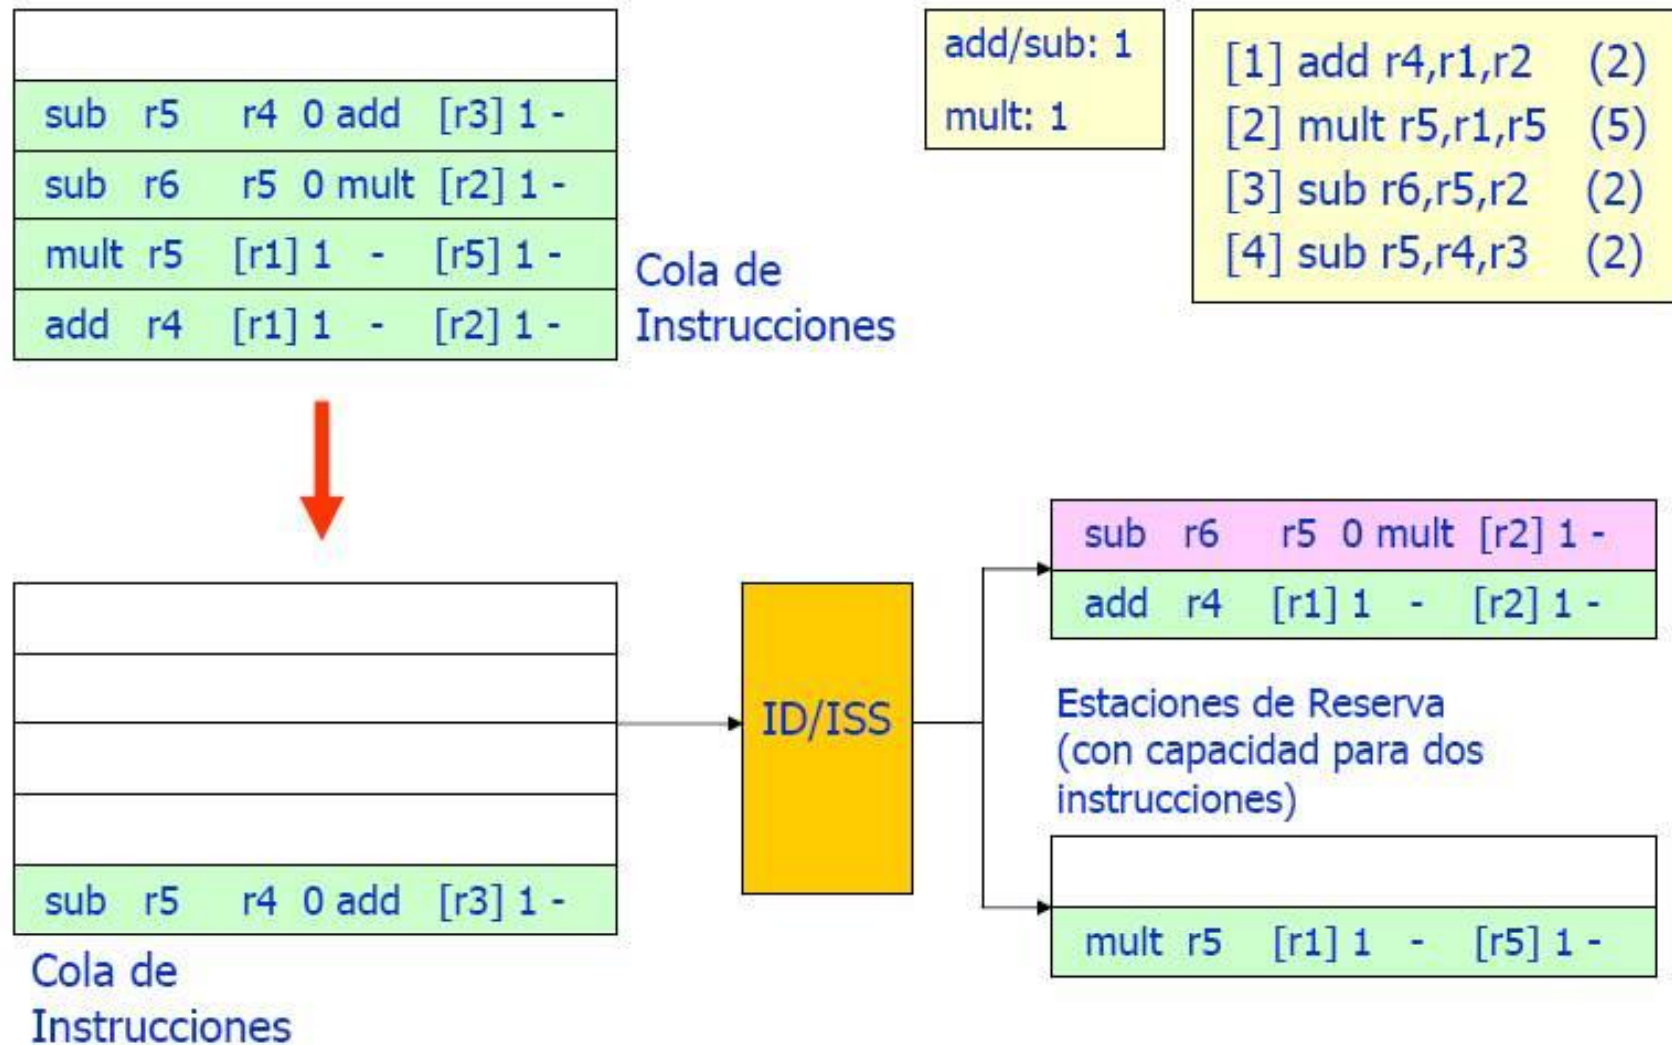 sub r5 r4 0 add [r3] 1 -
sub r6 r5 0 mult [r2] 1 -
mult r5 [r1] 1 - [r5] 1 -
add r4 [r1] 1 - [r2] 1 -
Cola de
Instrucciones
add/sub: 1
mult: 1
[1] add r4,r1,r2 (2)
[2] mult r5,r1,r5 (5)
[3] sub r6,r5,r2 (2)
[4] sub r5,r4,r3 (2)
sub r5 r4 0 add [r3] 1 -
Cola de
Instrucciones
ID/ISS
sub r6 r5 0 mult [r2] 1 -
add r4 [r1] 1 - [r2] 1 -
Estaciones de Reserva
(con capacidad para dos
instrucciones)
mult r5 [r1] 1 - [r5] 1 -